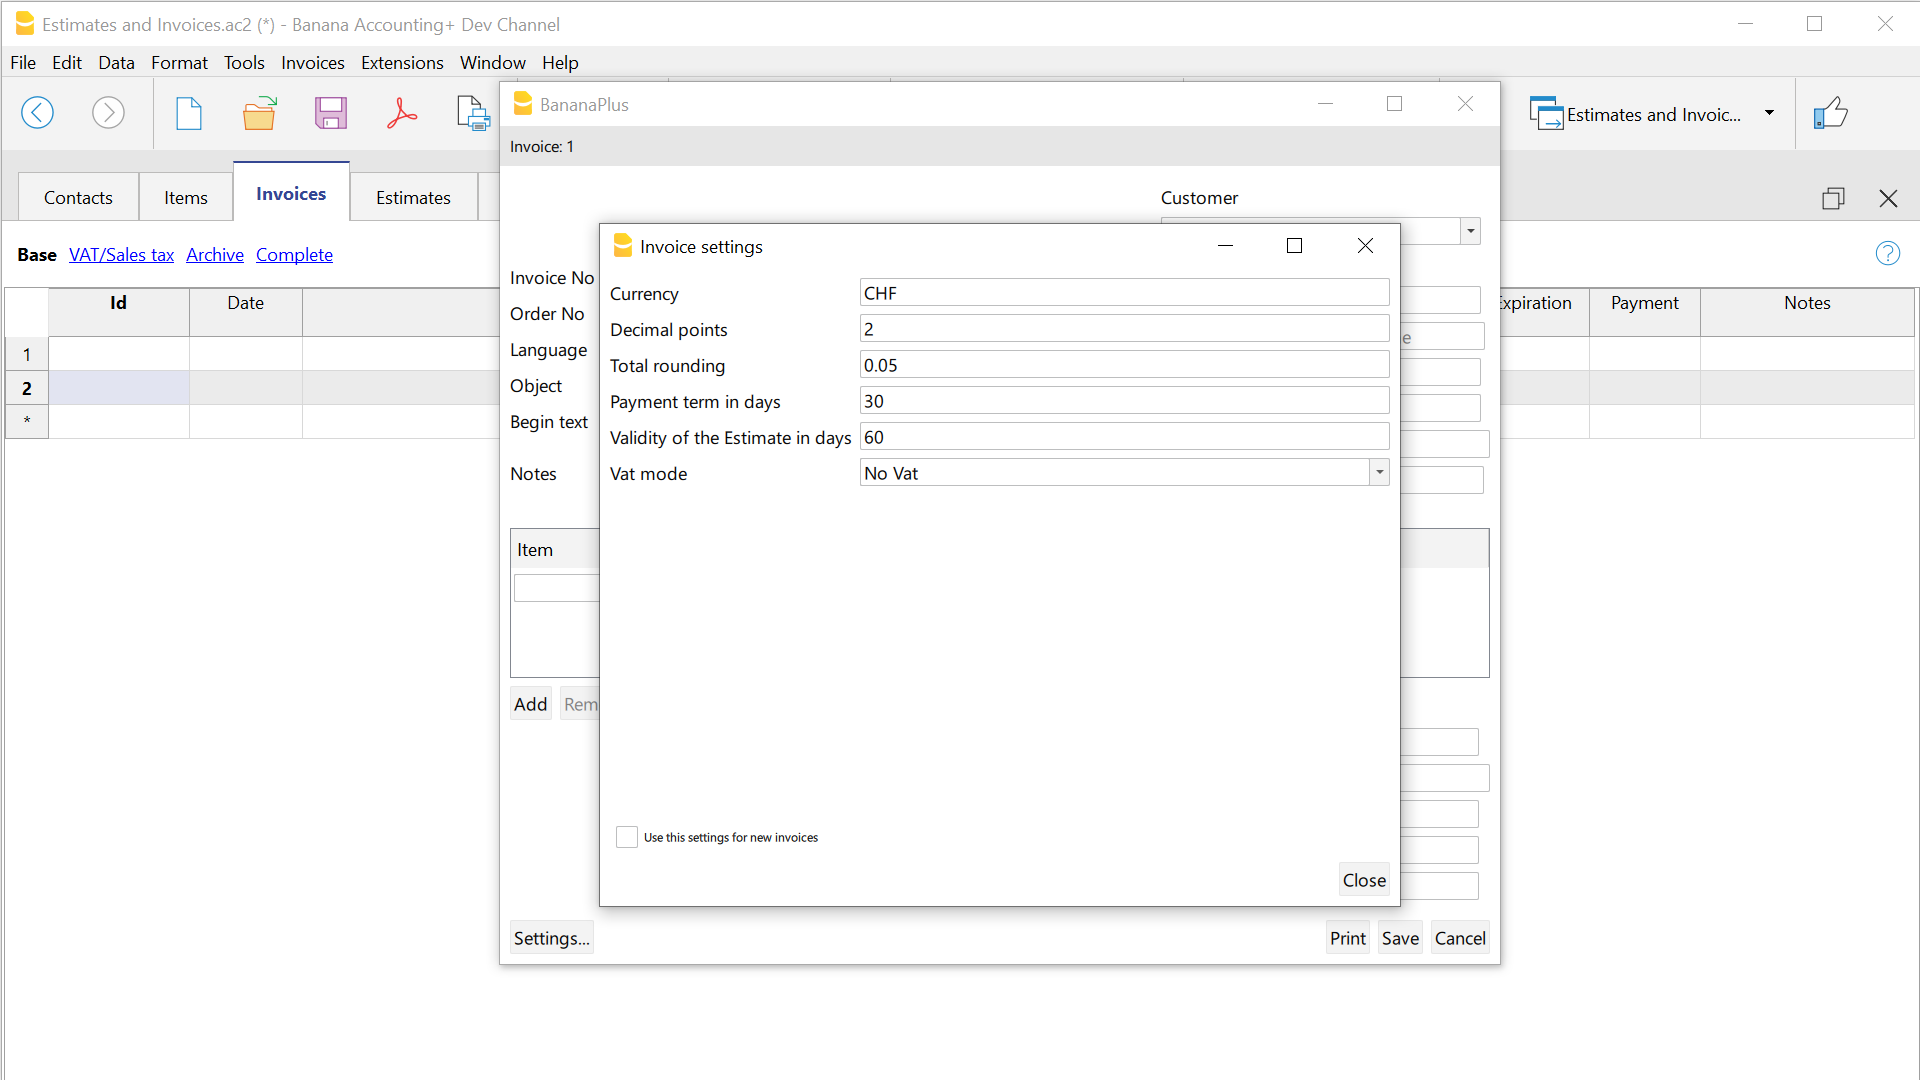 Estimates and Invoices.ac2 (*) - Banana Accounting+ Dev Channel
File Edit Data Format Tools Invoices Extensions Window Help
Estimates and Invoic...
BananaPlus
Invoice: 1
Contacts Items Invoices Estimates
Customer
Base VAT/Sales tax Archive Complete
Id Date Expiration Payment Notes
1
2
*
Invoice No
Order No
Language
Object
Begin text
Notes
Item
Add Rem
Settings... Print Save Cancel
Invoice settings
Currency CHF
Decimal points 2
Total rounding 0.05
Payment term in days 30
Validity of the Estimate in days 60
Vat mode No Vat
Use this settings for new invoices
Close